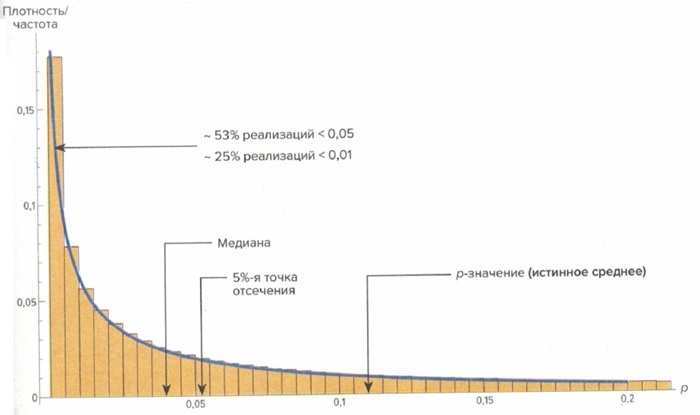 Плотность/
частота
0,15
~ 53% реализаций < 0,05
~ 25% реализаций < 0,01
0,1
Медиана
5%-я точка
отсечения
p-значение (истинное среднее)
0,05
0
0,05
0,1
0,15
0,2
p